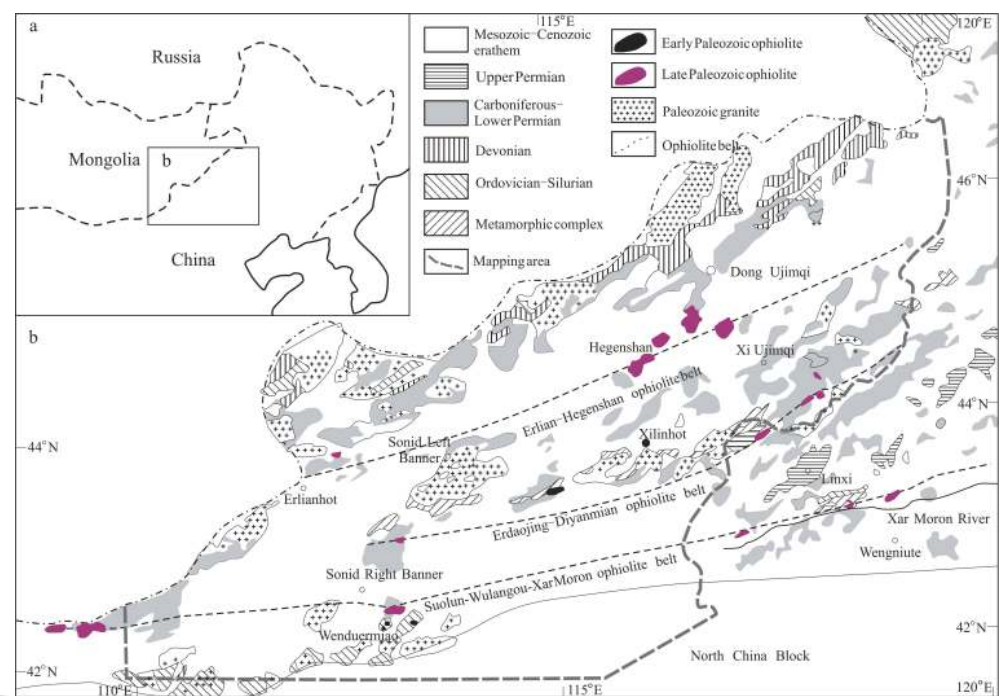 a
Russia
Mongolia
b
China
115°E
120°E
Mesozoic-Cenozoic
erathem
Upper Permian
Carboniferous-
Lower Permian
Devonian
Ordovician-Silurian
Metamorphic complex
Mapping area
Early Paleozoic ophiolite
Late Paleozoic ophiolite
Paleozoic granite
Ophiolite belt
46°N
b
Dong Ujimqi
Hegenshan
Xi Ujimqi
Erlian-Hegenshan ophiolite belt
44°N
44°N
Sonid Left
Banner
Xilinhot
Erlianhot
Linxi
Erdaojing-Diyanmiao ophiolite belt
Xar Moron River
Wengniute
Sonid Right Banner
Suolun-Wulangou-Xar Moron ophiolite belt
Wenduermiao
42°N
North China Block
42°N
110°E
115°E
120°E